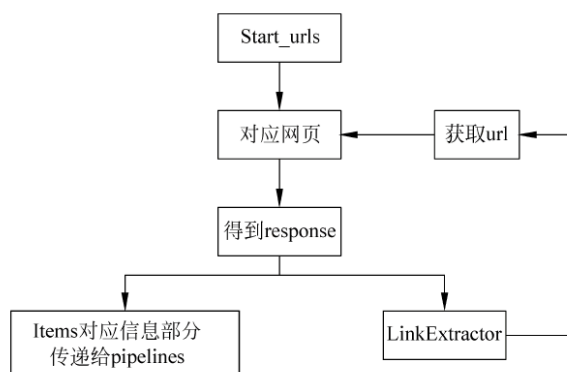 Start_urls
对应网页
获取url
得到response
Items对应信息部分
传递给pipelines
LinkExtractor